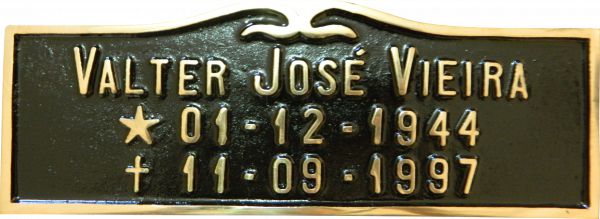 VALTER JOSÉ VIEIRA
★ 01-12-1944
✝ 11-09-1997